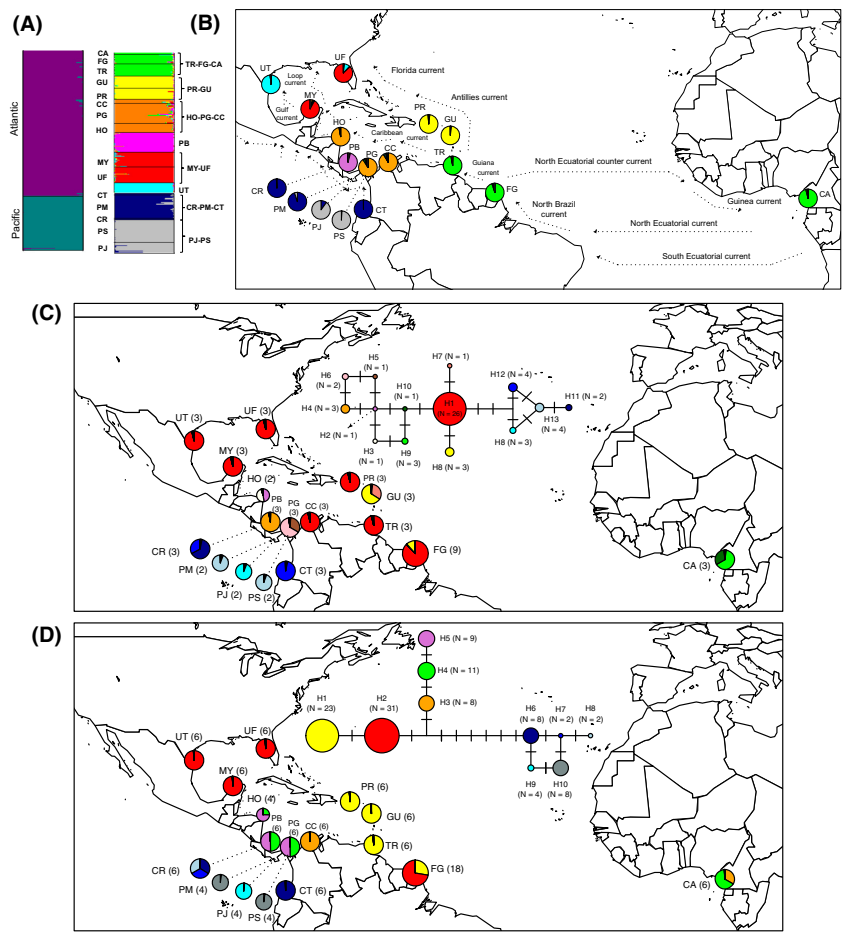 (A)
Atlantic
Pacific
CA
FG
TR
GU
PR
CC
PG
HO
PB
MY
UF
UT
CT
PM
CR
PS
PJ
TR-FG-CA
PR-GU
HO-PG-CC
PB
MY-UF
UT
CR-PM-CT
PJ-PS
(B)
UT
UF
MY
Loop
current
Gulf
current
Florida current
Antillies current
PR
GU
HO
Caribbean
current
PB
PG
CC
TR
Guiana
current
FG
CR
PM
PJ
PS
CT
North Equatorial counter current
North Brazil
current
North Equatorial current
South Equatorial current
Guinea current
CA
(C)
H7 (N = 1)
H5
(N = 1)
H6
(N = 2)
H12 (N = 4)
H10
(N = 1)
H11 (N = 2)
H4 (N = 3)
H1
(N = 26)
H13
(N = 4)
H2 (N = 1)
H3
(N = 1)
H9
(N = 3)
H8 (N = 3)
H8 (N = 3)
UT (3)
UF (3)
MY (3)
HO (2)
PB
(3)
PG
(3)
CC (3)
PR (3)
GU (3)
TR (3)
FG (9)
CR (3)
PM (2)
PJ (2)
PS (2)
CT (3)
CA (3)
(D)
H5 (N = 9)
H4 (N = 11)
H3 (N = 8)
H1
(N = 23)
H2
(N = 31)
H6
(N = 8)
H7
(N = 2)
H8
(N = 2)
H9
(N = 4)
H10
(N = 8)
UT (6)
UF (6)
MY (6)
HO (4)
PB
(6)
PG
(6)
CC (6)
PR (6)
GU (6)
TR (6)
FG (18)
CR (6)
PM (4)
PJ (4)
PS (4)
CT (6)
CA (6)